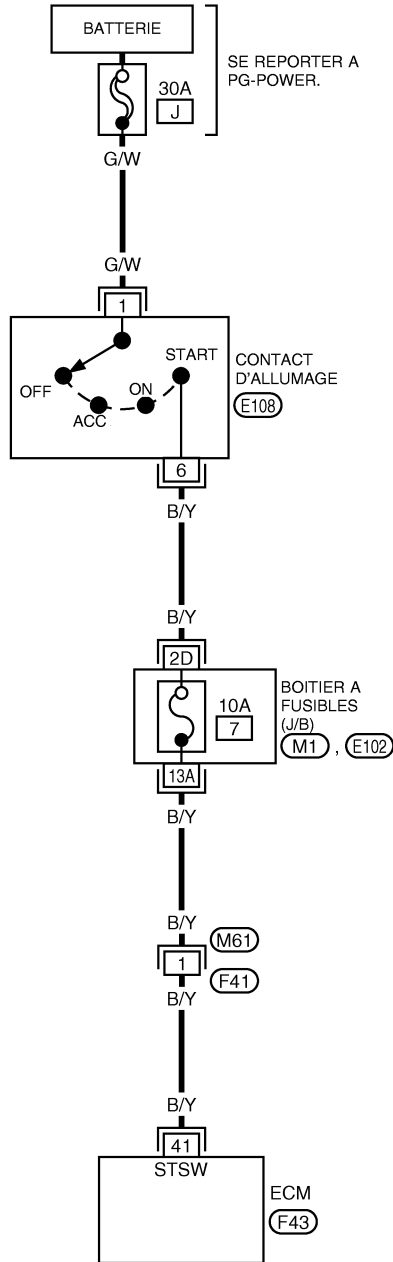 BATTERIE
SE REPORTER A
PG-POWER.
30A
J
G/W
G/W
1
START
OFF
ACC
ON
CONTACT
D'ALLUMAGE
E108
6
B/Y
B/Y
2D
10A
7
BOITIER A
FUSIBLES
(J/B)
M1 , E102
13A
B/Y
B/Y
M61
1
F41
B/Y
B/Y
41
STSW
ECM
F43